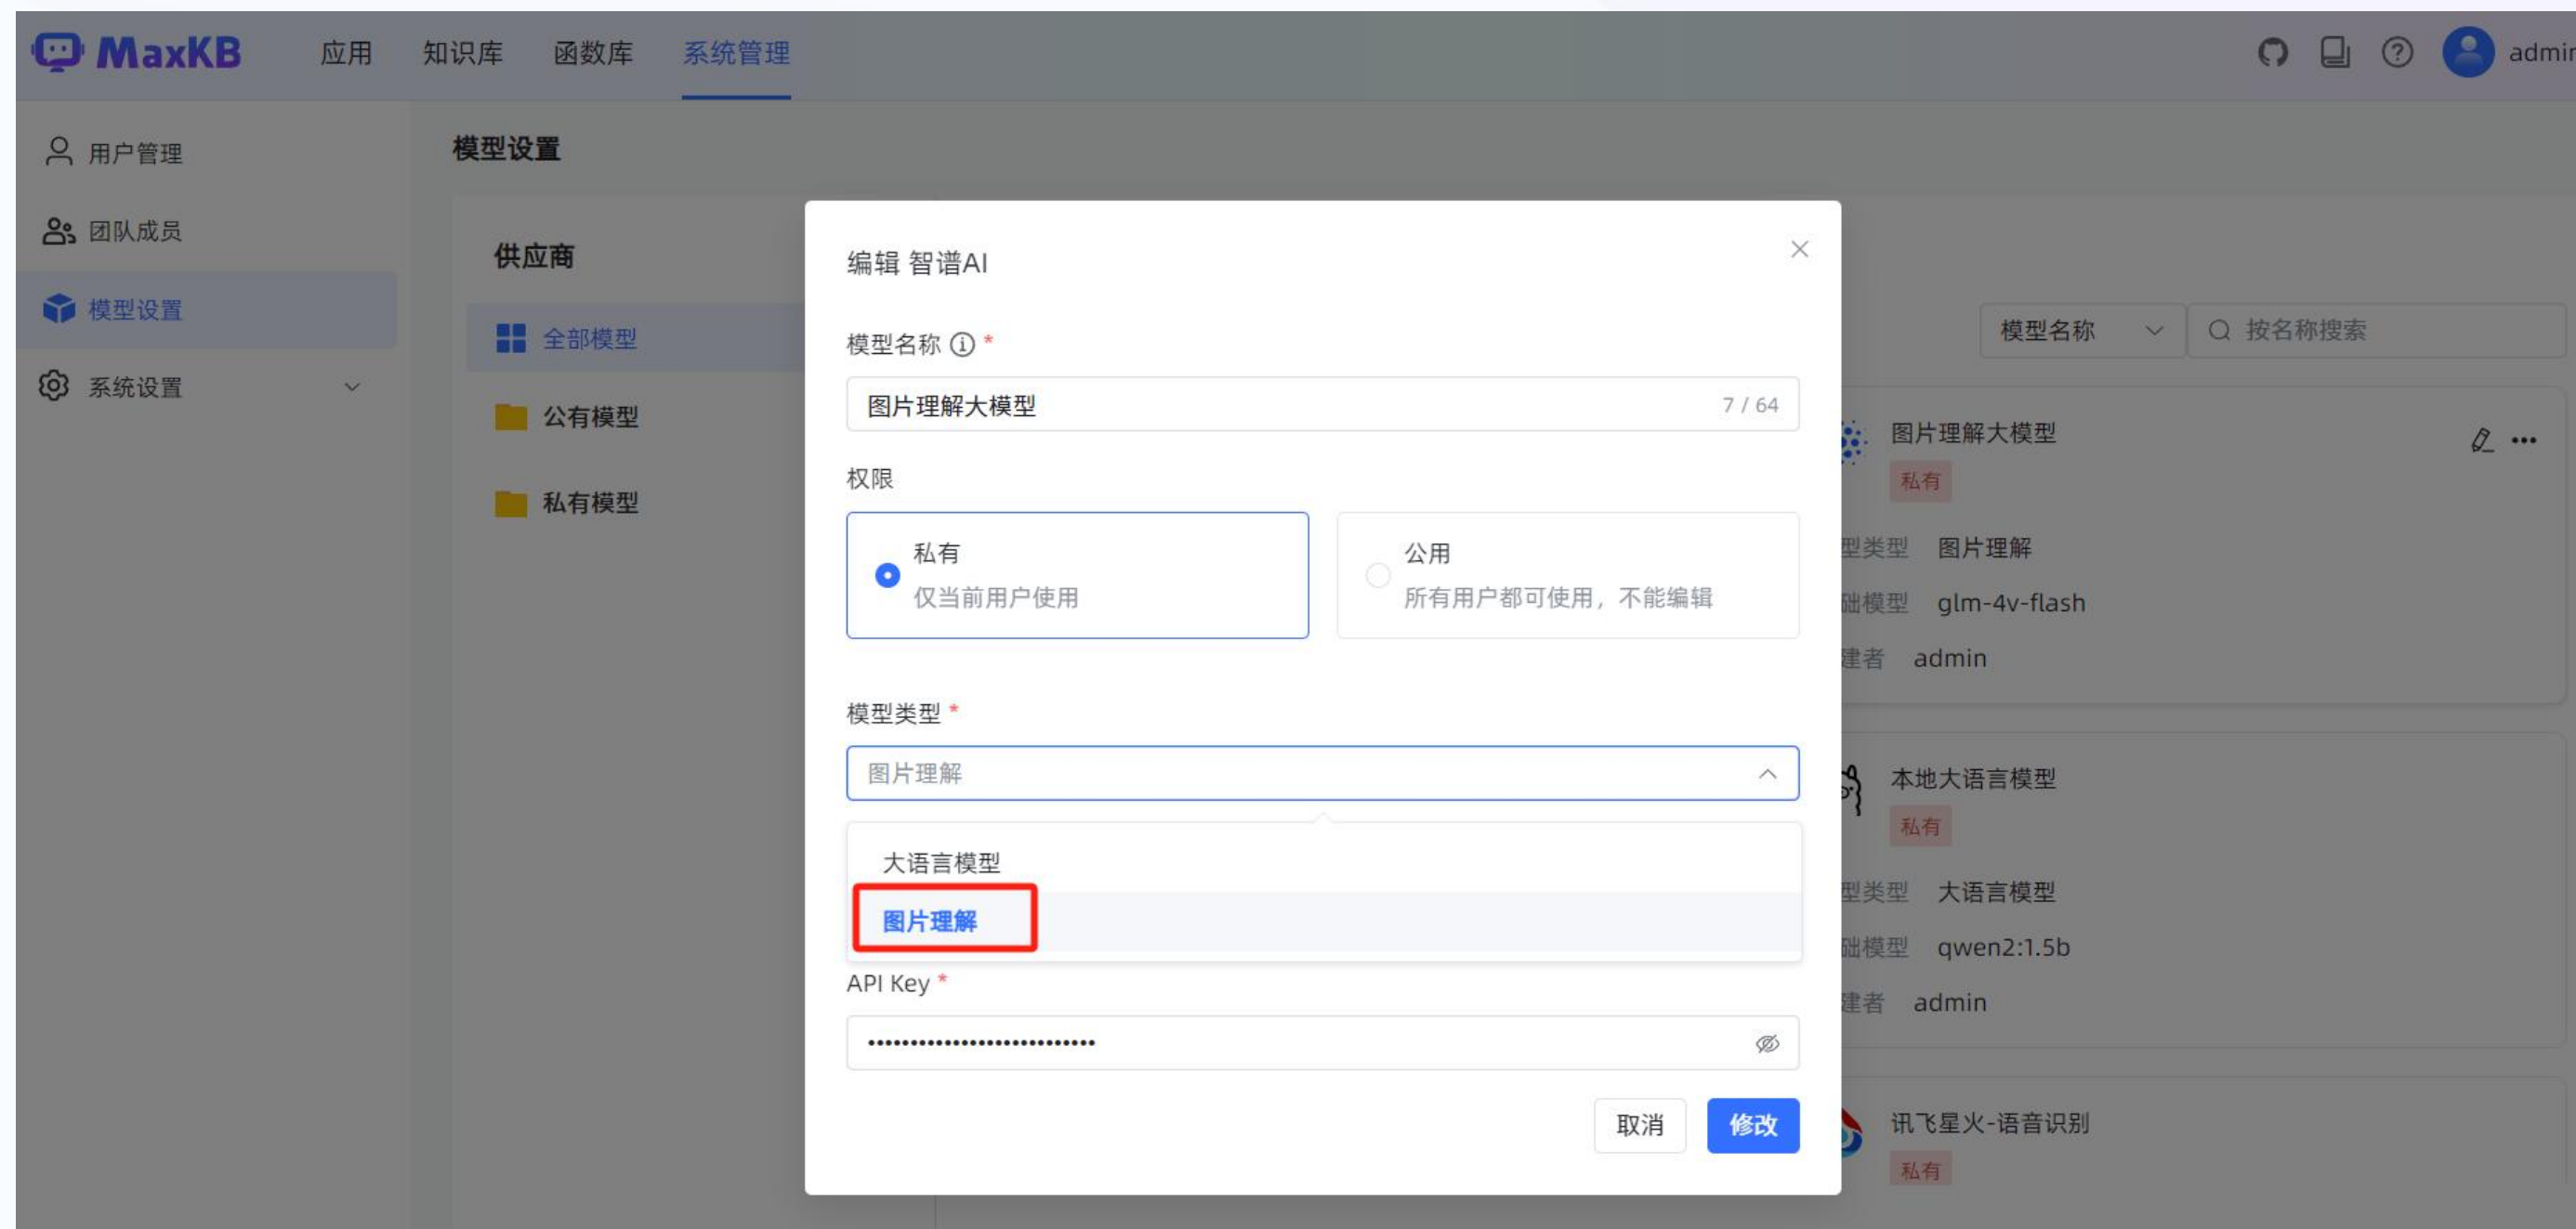 MaxKB 应用 知识库 函数库 系统管理 admin
用户管理
团队成员
模型设置
系统设置
模型设置
供应商
全部模型
公有模型
私有模型
编辑 智谱AI
模型名称 *
图片理解大模型 7 / 64
权限
私有
仅当前用户使用
公用
所有用户都可使用，不能编辑
模型类型 *
图片理解
大语言模型
图片理解
API Key *
取消 修改
模型名称 按名称搜索
图片理解大模型
私有
型类型 图片理解
础模型 glm-4v-flash
建者 admin
本地大语言模型
私有
型类型 大语言模型
础模型 qwen2:1.5b
建者 admin
讯飞星火-语音识别
私有